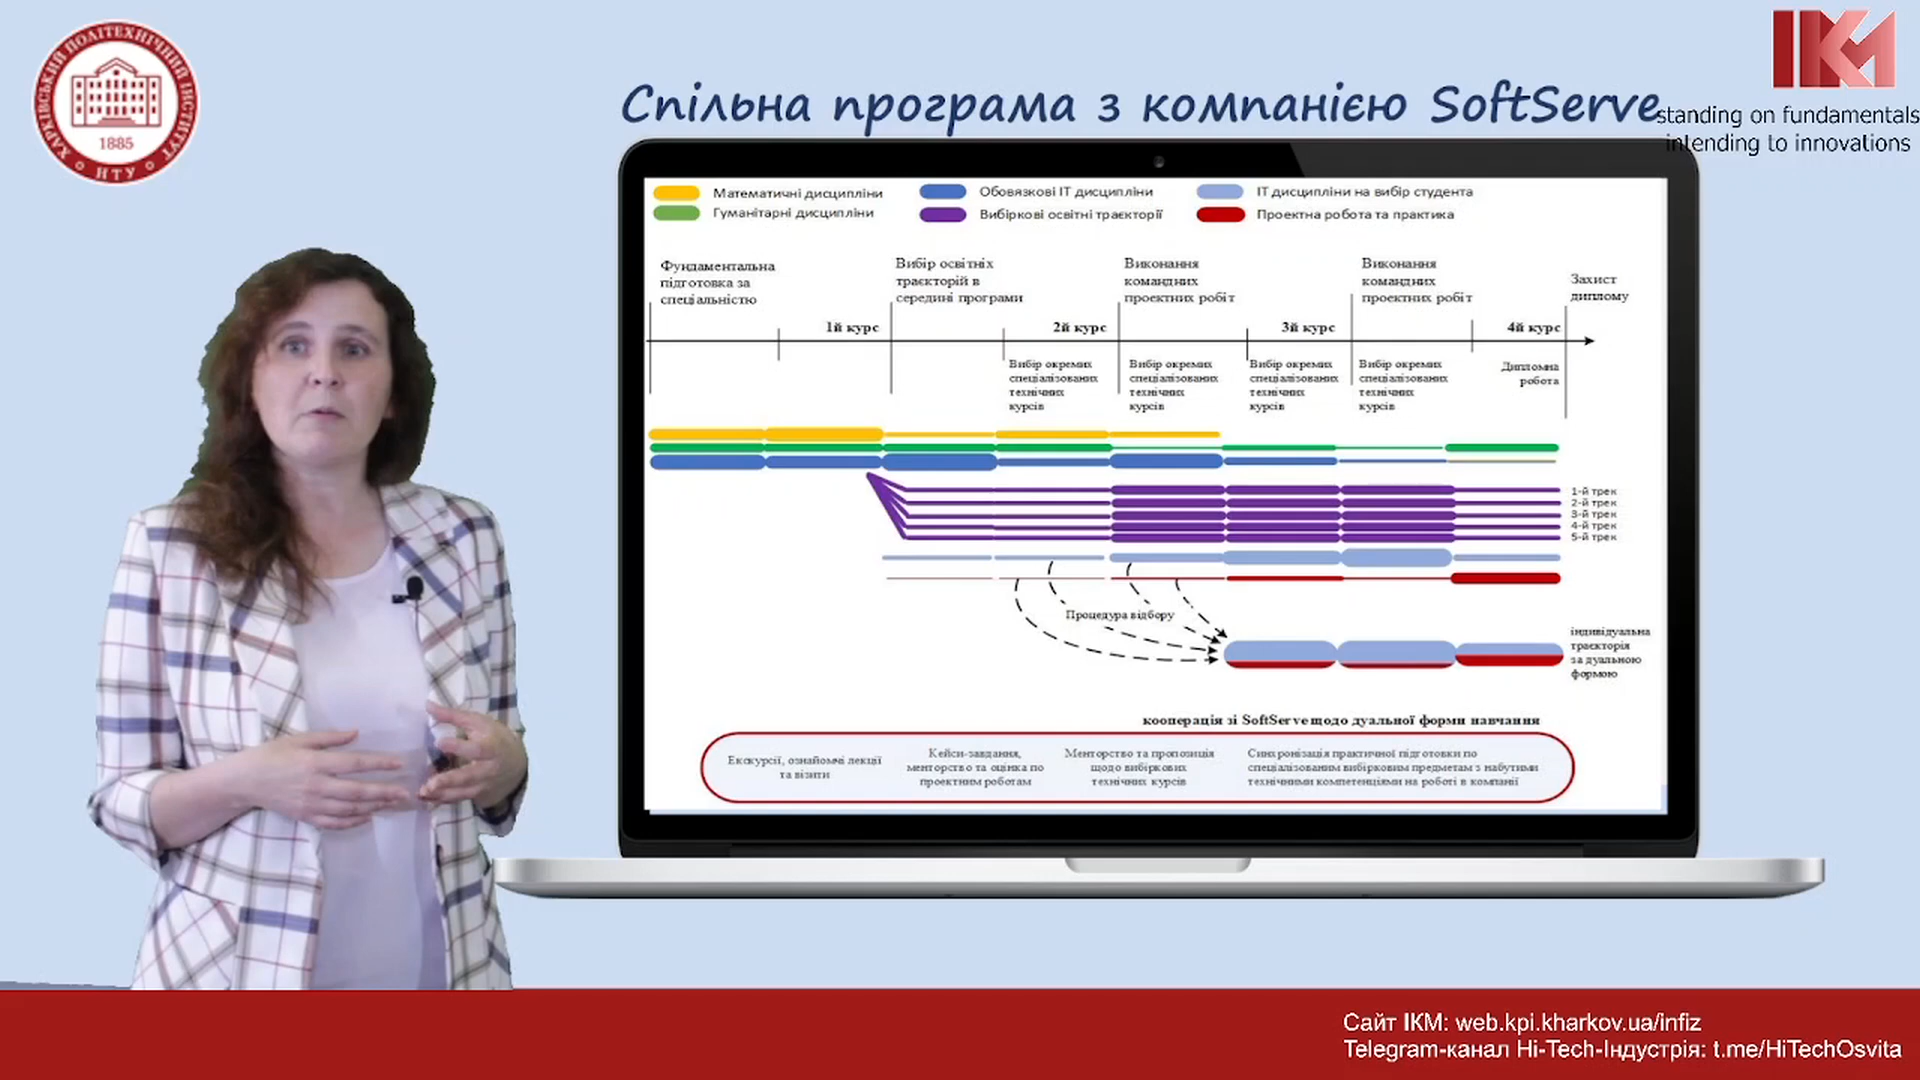 ХАРКІВСЬКИЙ ПОЛІТЕХНІЧНИЙ ІНСТИТУТ
1885
НТУ
ІКМ
standing on fundamentals
intending to innovations
Спільна програма з компанією SoftServe
Математичні дисципліни
Обовязкові ІТ дисципліни
ІТ дисципліни на вибір студента
Гуманітарні дисципліни
Вибіркові освітні траєкторії
Проектна робота та практика
Фундаментальна
підготовка за
спеціальністю
Вибір освітніх
траєкторій в
середині програми
Виконання
командних
проектних робіт
Виконання
командних
проектних робіт
Захист
диплому
1й курс
2й курс
3й курс
4й курс
Вибір окремих
спеціалізованих
технічних
курсів
Вибір окремих
спеціалізованих
технічних
курсів
Вибір окремих
спеціалізованих
технічних
курсів
Вибір окремих
спеціалізованих
технічних
курсів
Дипломна
робота
1-й трек
2-й трек
3-й трек
4-й трек
5-й трек
Процедура відбору
індивідуальна
траєкторія
за дуальною
формою
кооперація зі SoftServe щодо дуальної форми навчання
Екскурсії, ознайомчі лекції
та візити
Кейси-завдання,
менторство та оцінка по
проектним роботам
Менторство та пропозиція
щодо вибіркових
технічних курсів
Синхронізація практичної підготовки по
спеціалізованим вибірковим предметам з набутими
технічними компетенціями на роботі в компанії
Сайт ІКМ: web.kpi.kharkov.ua/infiz
Telegram-канал Hi-Tech-Індустрія: t.me/HiTechOsvita